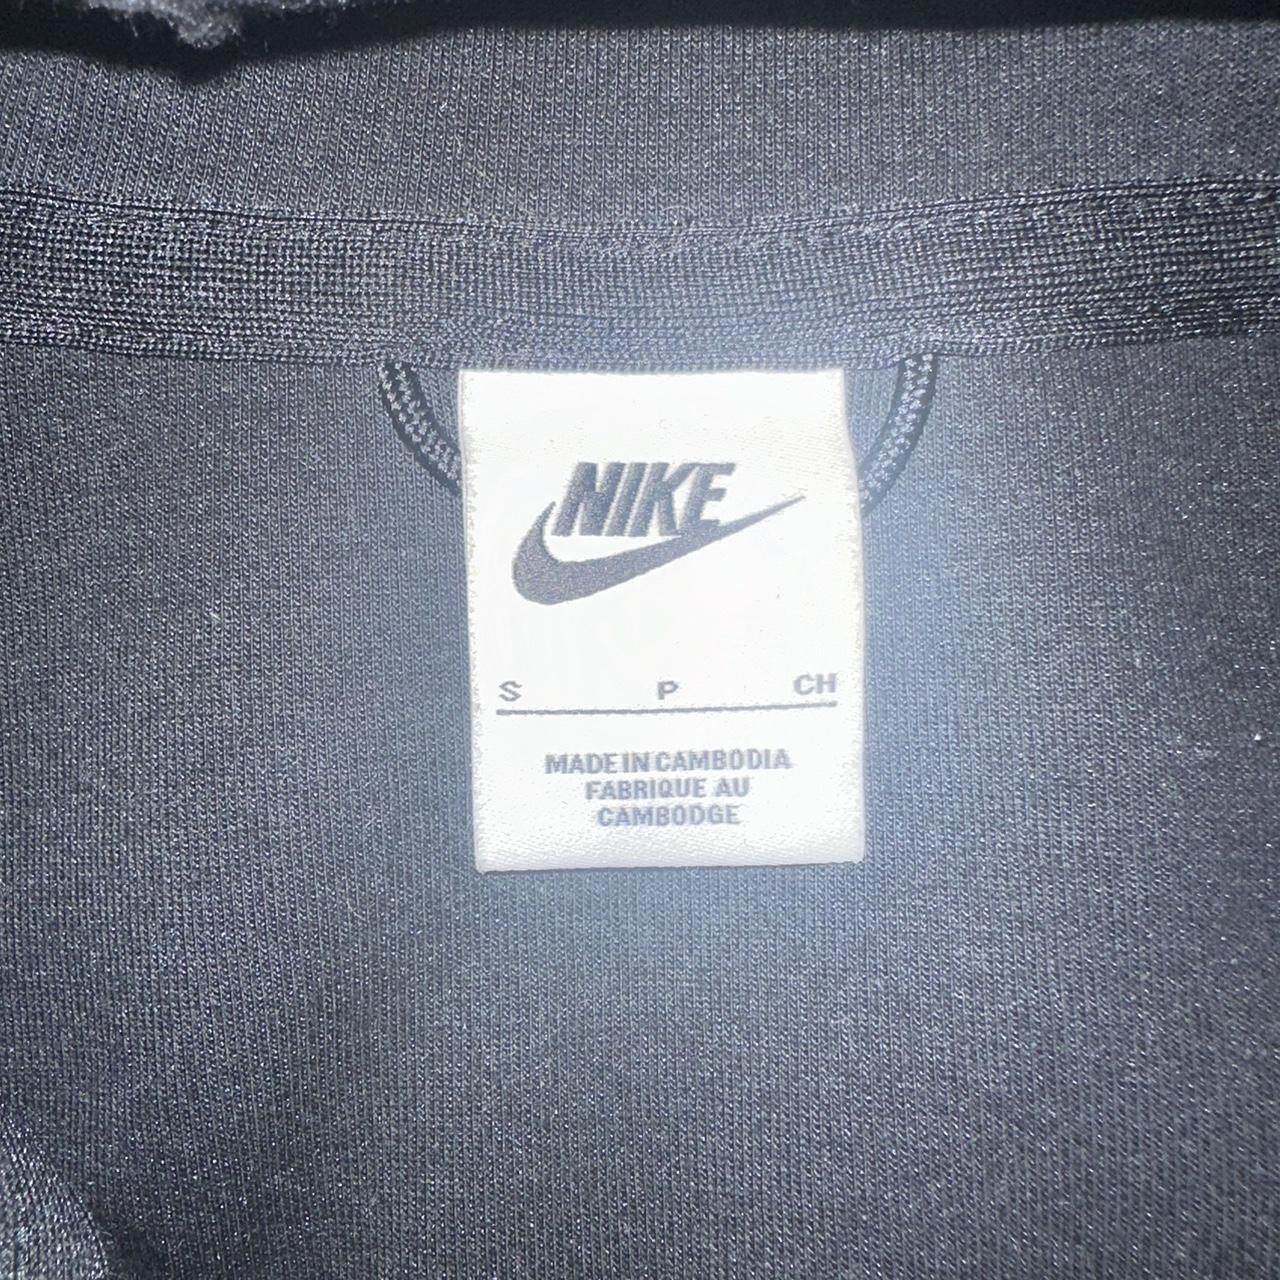 NIKE
S P CH
MADE IN CAMBODIA
FABRIQUE AU
CAMBODGE